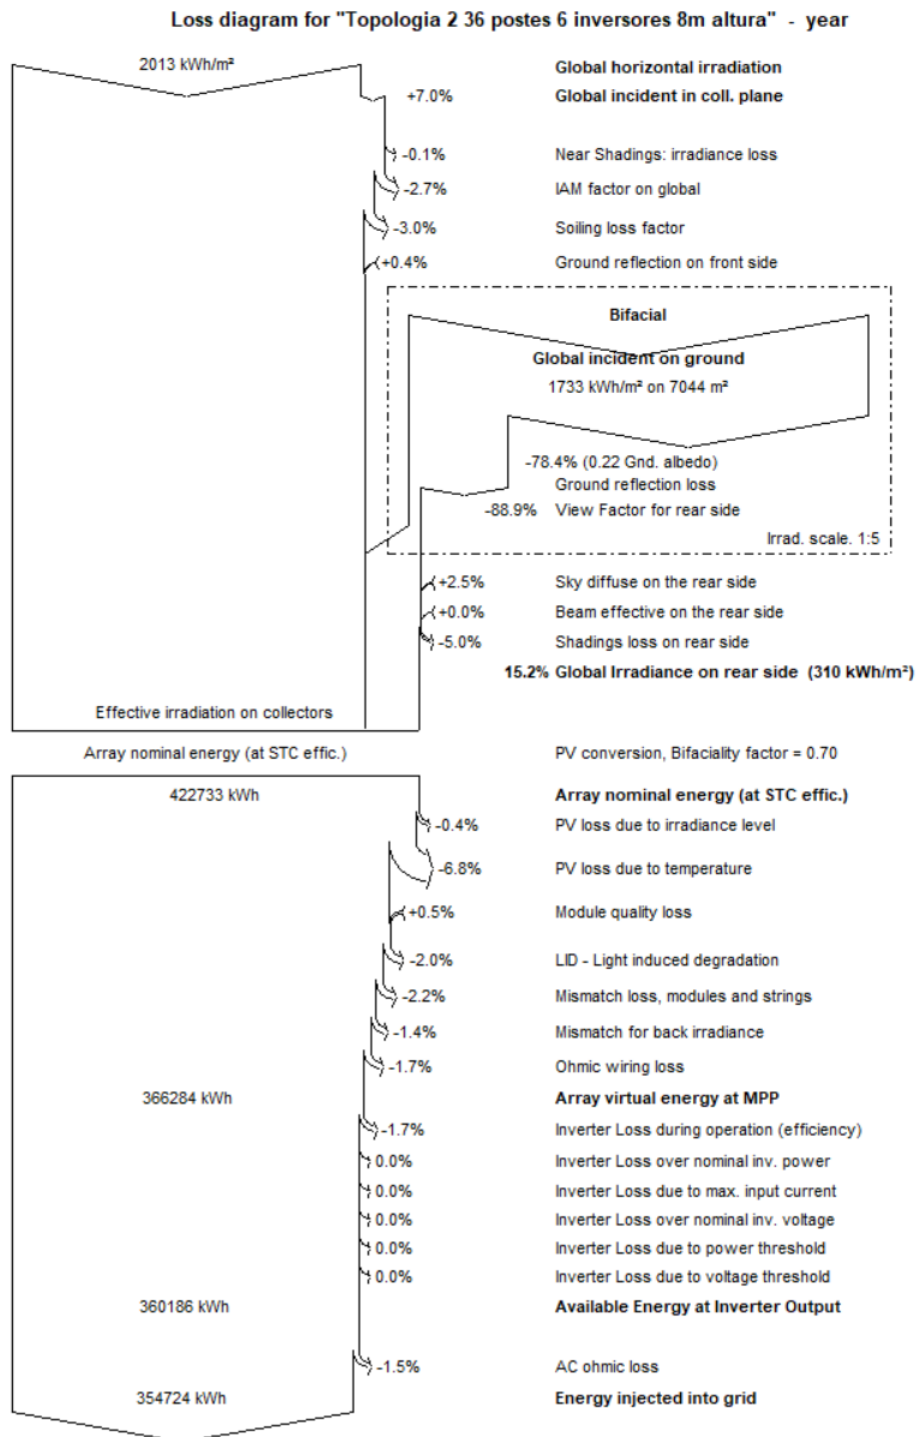 Loss diagram for "Topologia 2 36 postes 6 inversores 8m altura" - year
2013 kWh/m² Global horizontal irradiation
+7.0% Global incident in coll. plane
-0.1% Near Shadings: irradiance loss
-2.7% IAM factor on global
-3.0% Soiling loss factor
+0.4% Ground reflection on front side
Bifacial
Global incident on ground
1733 kWh/m² on 7044 m²
-78.4% (0.22 Gnd. albedo)
Ground reflection loss
-88.9% View Factor for rear side
Irrad. scale. 1:5
+2.5% Sky diffuse on the rear side
+0.0% Beam effective on the rear side
-5.0% Shadings loss on rear side
15.2% Global Irradiance on rear side (310 kWh/m²)
Effective irradiation on collectors
Array nominal energy (at STC effic.) PV conversion, Bifaciality factor = 0.70
422733 kWh Array nominal energy (at STC effic.)
-0.4% PV loss due to irradiance level
-6.8% PV loss due to temperature
+0.5% Module quality loss
-2.0% LID - Light induced degradation
-2.2% Mismatch loss, modules and strings
-1.4% Mismatch for back irradiance
-1.7% Ohmic wiring loss
366284 kWh Array virtual energy at MPP
-1.7% Inverter Loss during operation (efficiency)
0.0% Inverter Loss over nominal inv. power
0.0% Inverter Loss due to max. input current
0.0% Inverter Loss over nominal inv. voltage
0.0% Inverter Loss due to power threshold
0.0% Inverter Loss due to voltage threshold
360186 kWh Available Energy at Inverter Output
-1.5% AC ohmic loss
354724 kWh Energy injected into grid